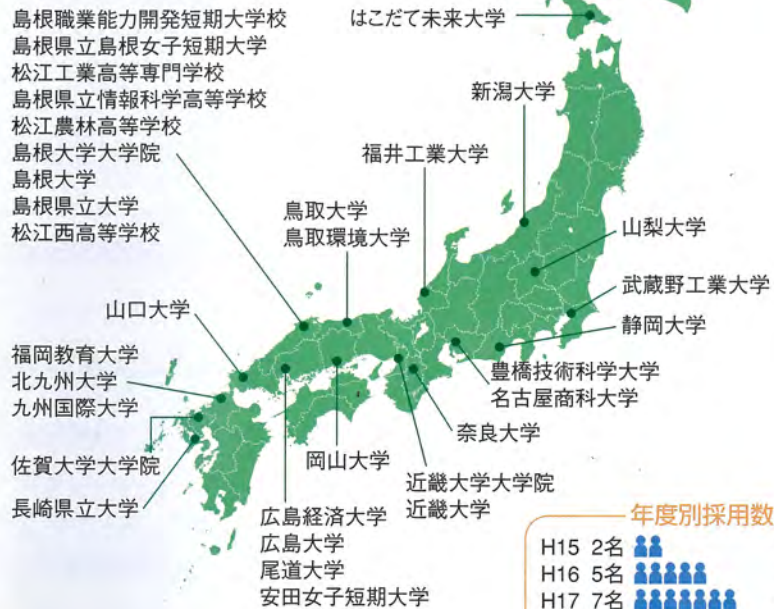 島根職業能力開発短期大学校
島根県立島根女子短期大学
松江工業高等専門学校
島根県立情報科学高等学校
松江農林高等学校
島根大学大学院
島根大学
島根県立大学
松江西高等学校
はこだて未来大学
新潟大学
福井工業大学
鳥取大学
鳥取環境大学
山梨大学
武蔵野工業大学
静岡大学
豊橋技術科学大学
名古屋商科大学
奈良大学
近畿大学大学院
近畿大学
岡山大学
広島経済大学
広島大学
尾道大学
安田女子短期大学
山口大学
福岡教育大学
北九州大学
九州国際大学
佐賀大学大学院
長崎県立大学
年度別採用数
H15 2名
H16 5名
H17 7名